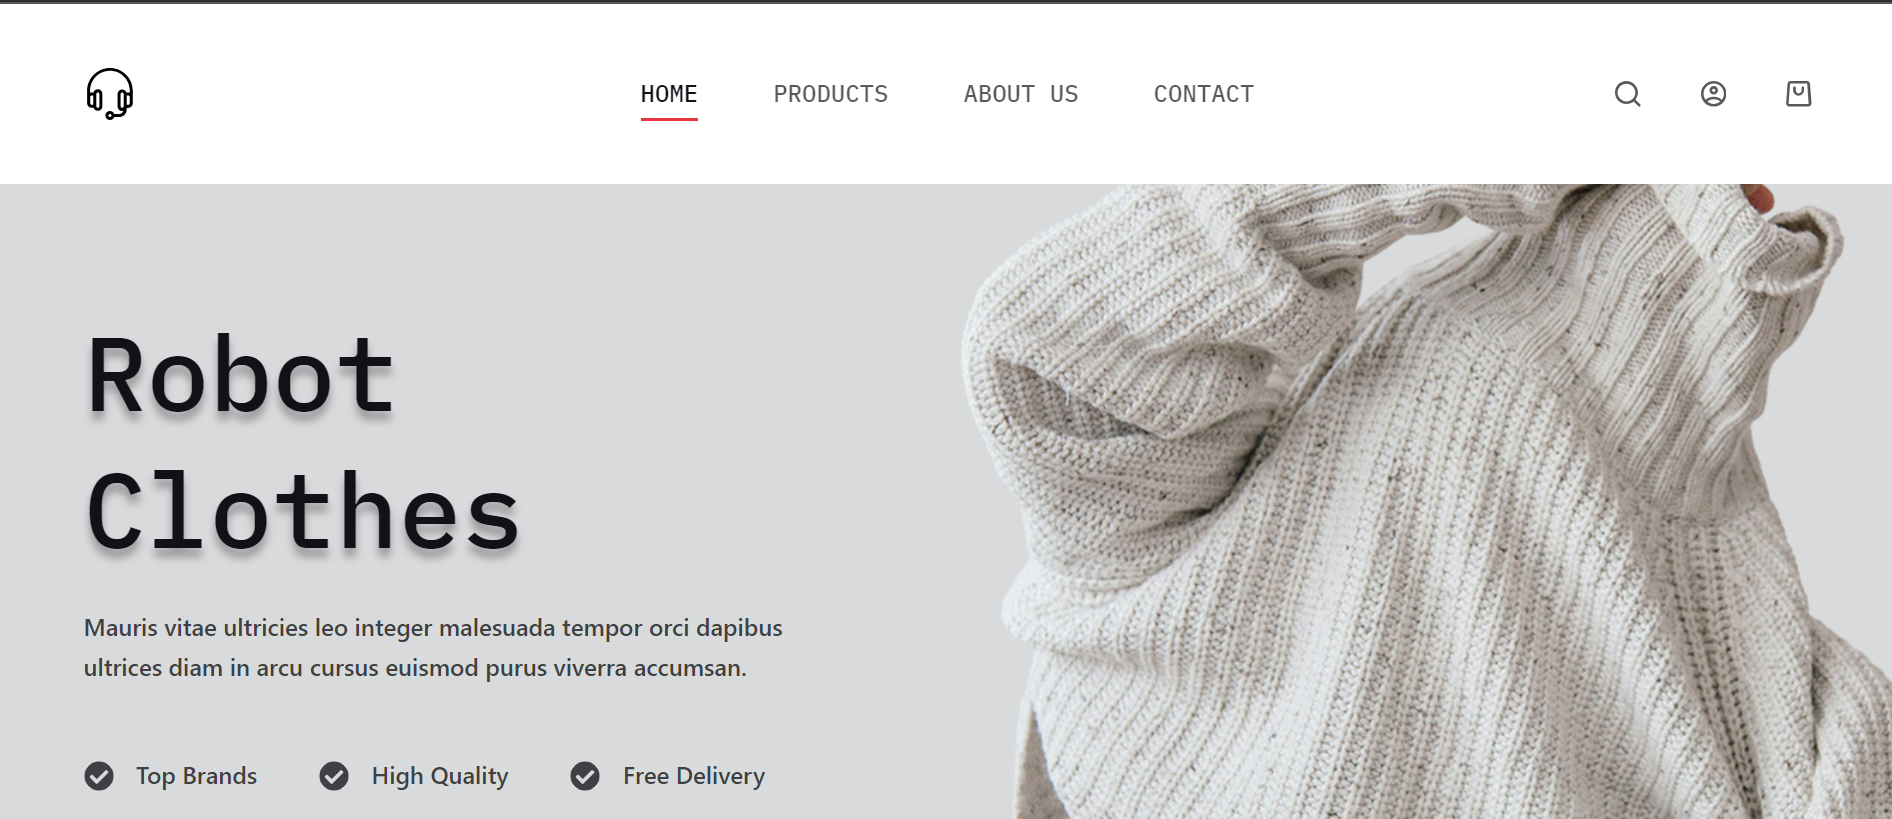 HOME PRODUCTS ABOUT US CONTACT
Robot
Clothes
Mauris vitae ultricies leo integer malesuada tempor orci dapibus
ultrices diam in arcu cursus euismod purus viverra accumsan.
Top Brands High Quality Free Delivery